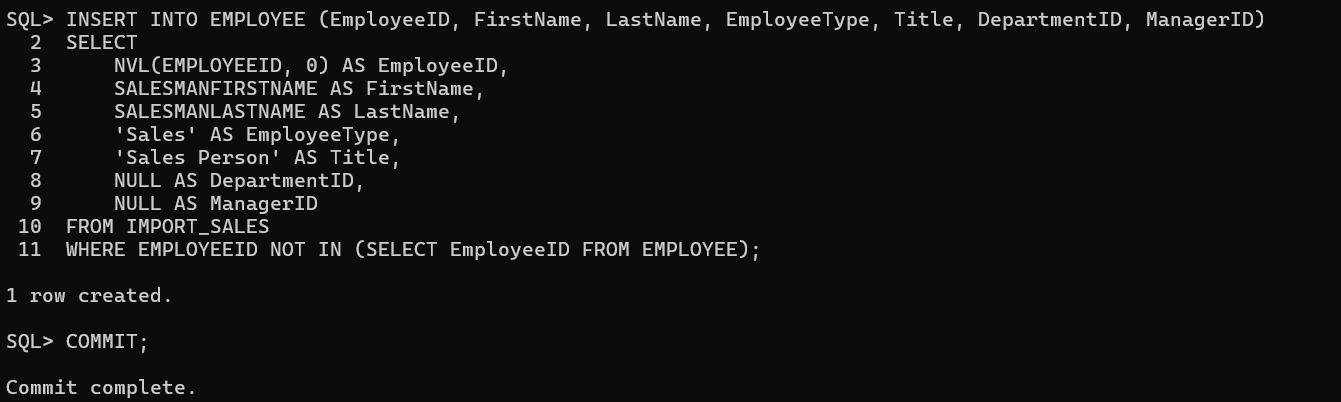 SQL> INSERT INTO EMPLOYEE (EmployeeID, FirstName, LastName, EmployeeType, Title, DepartmentID, ManagerID)
  2  SELECT
  3      NVL(EMPLOYEEID, 0) AS EmployeeID,
  4      SALESMANFIRSTNAME AS FirstName,
  5      SALESMANLASTNAME AS LastName,
  6      'Sales' AS EmployeeType,
  7      'Sales Person' AS Title,
  8      NULL AS DepartmentID,
  9      NULL AS ManagerID
 10  FROM IMPORT_SALES
 11  WHERE EMPLOYEEID NOT IN (SELECT EmployeeID FROM EMPLOYEE);
1 row created.
SQL> COMMIT;
Commit complete.